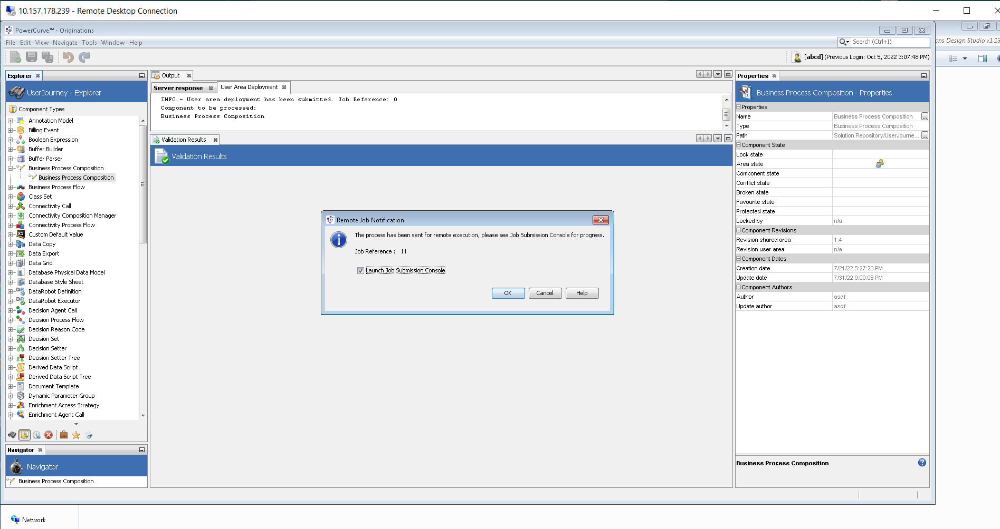 10.157.178.239 - Remote Desktop Connection
PowerCurve™ - Originations
File Edit View Navigate Tools Window Help
Search (Ctrl+I)
ons Design Studio v1.13
[abcd] (Previous Login: Oct 5, 2022 3:07:48 PM)
Explorer
UserJourney - Explorer
Component Types
Annotation Model
Billing Event
Boolean Expression
Buffer Builder
Buffer Parser
Business Process Composition
Business Process Composition
Business Process Flow
Class Set
Connectivity Call
Connectivity Composition Manager
Connectivity Process Flow
Custom Default Value
Data Copy
Data Export
Data Grid
Database Physical Data Model
Database Style Sheet
DataRobot Definition
DataRobot Executor
Decision Agent Call
Decision Process Flow
Decision Reason Code
Decision Set
Decision Setter
Decision Setter Tree
Derived Data Script
Derived Data Script Tree
Document Template
Dynamic Parameter Group
Enrichment Access Strategy
Enrichment Agent Call
Navigator
Navigator
Business Process Composition
Output
Server response
User Area Deployment
INFO - User area deployment has been submitted. Job Reference: 0
Component to be processed:
Business Process Composition
Validation Results
Validation Results
Remote Job Notification
The process has been sent for remote execution, please see Job Submission Console for progress.
Job Reference : 11
Launch Job Submission Console
OK
Cancel
Help
Properties
Business Process Composition - Properties
Properties
Name Business Process Composition ...
Type Business Process Composition
Path Solution Repository/UserJourne... ...
Component State
Lock state
Area state
Component state
Conflict state
Broken state
Favourite state
Protected state
Locked by n/a
Component Revisions
Revision shared area 1.4
Revision user area n/a
Component Dates
Creation date 7/21/22 5:27:20 PM
Update date 7/31/22 9:00:06 PM
Component Authors
Author asdf
Update author asdf
Business Process Composition
Network